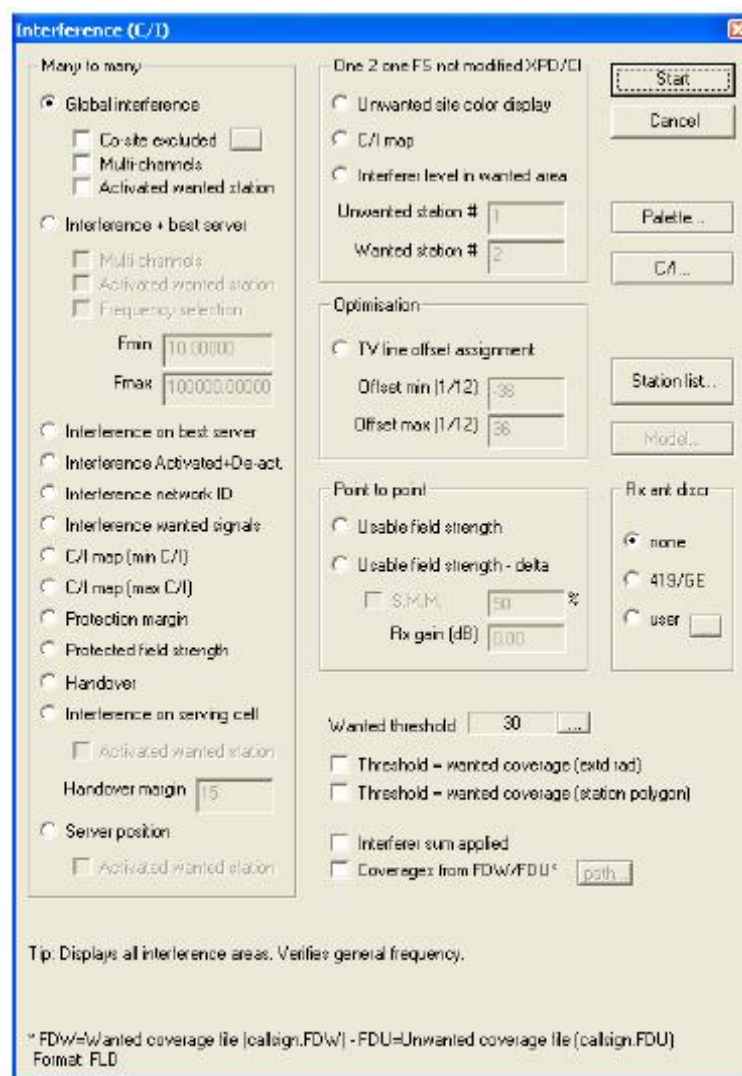 Interference (C/I)
Many to many
Global interference
Co-site excluded
Multi-channels
Activated wanted station
Interference + best server
Multi-channels
Activated wanted station
Frequency selection
Fmin 10.00000
Fmax 100000.00000
Interference on best server
Interference Activated+De-act.
Interference network ID
Interference wanted signals
C/I map (min C/I)
C/I map (max C/I)
Protection margin
Protected field strength
Handover
Interference on serving cell
Activated wanted station
Handover margin 15
Server position
Activated wanted station
One 2 one FS not modified XPD/CI
Unwanted site color display
C/I map
Interferer level in wanted area
Unwanted station # 1
Wanted station # 2
Optimisation
TV line offset assignment
Offset min (1/12) -36
Offset max (1/12) 36
Point to point
Usable field strength
Usable field strength - delta
S.M.M. 50 %
Rx gain (dB) 0.00
Wanted threshold 30 ...
Threshold = wanted coverage (extd rad)
Threshold = wanted coverage (station polygon)
Interferer sum applied
Coverages from FDW/FDU* path...
Start
Cancel
Palette...
C/I...
Station list...
Model...
Rx ant discr
none
419/GE
user ...
Tip: Displays all interference areas. Verifies general frequency.
* FDW=Wanted coverage file (callsign.FDW) - FDU=Unwanted coverage file (callsign.FDU)
Format: FLD